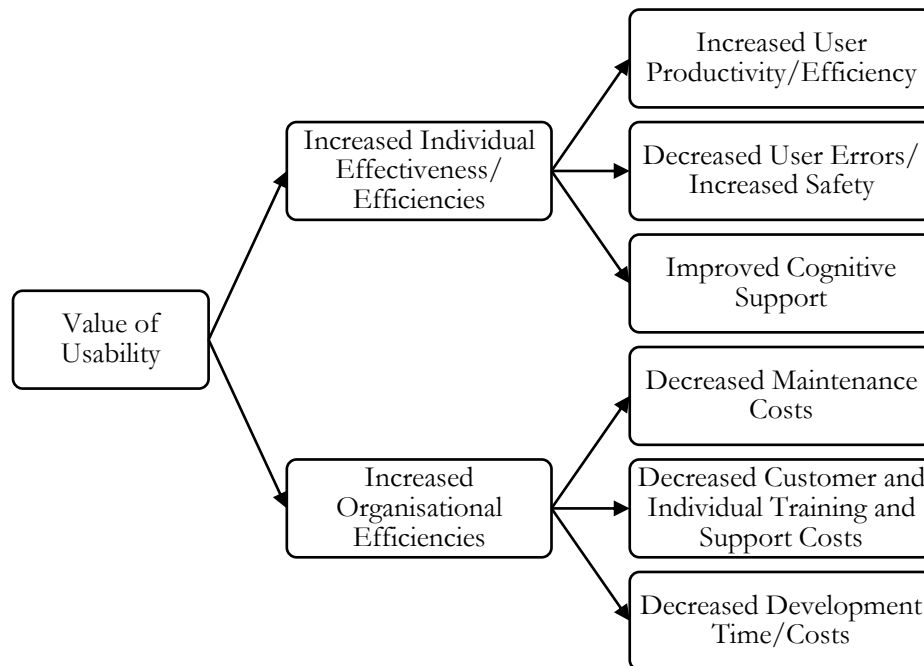 Value of
Usability
Increased Individual
Effectiveness/
Efficiencies
Increased User
Productivity/Efficiency
Decreased User Errors/
Increased Safety
Improved Cognitive
Support
Increased
Organisational
Efficiencies
Decreased Maintenance
Costs
Decreased Customer and
Individual Training and
Support Costs
Decreased Development
Time/Costs